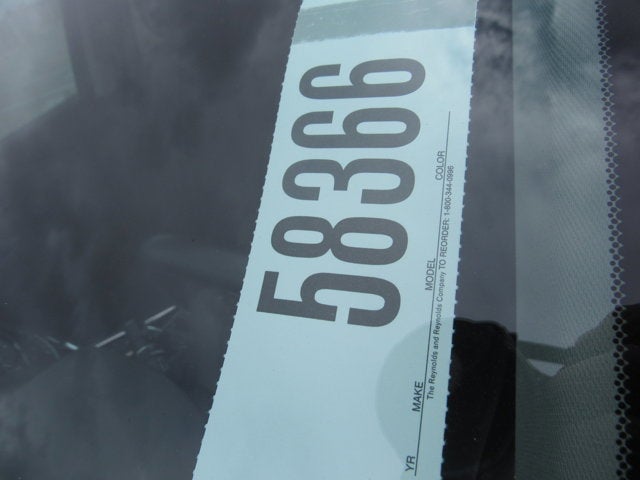 58366
YR MAKE MODEL COLOR
The Reynolds and Reynolds Company TO REORDER: 1-800-344-0996